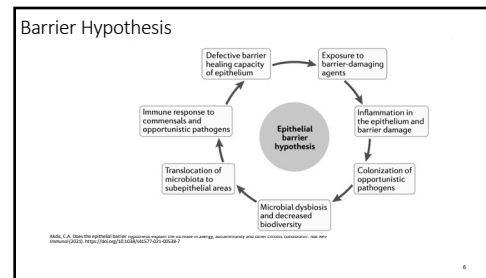 Barrier Hypothesis
Defective barrier
healing capacity
of epithelium
Exposure to
barrier-damaging
agents
Inflammation in
the epithelium and
barrier damage
Colonization of
opportunistic
pathogens
Microbial dysbiosis
and decreased
biodiversity
Translocation of
microbiota to
subepithelial areas
Immune response to
commensals and
opportunistic pathogens
Epithelial
barrier
hypothesis
Akdis, C.A. Does the epithelial barrier hypothesis explain the increase in allergy, autoimmunity and other chronic conditions?. Nat Rev
Immunol (2021). https://doi.org/10.1038/s41577-021-00538-7
6